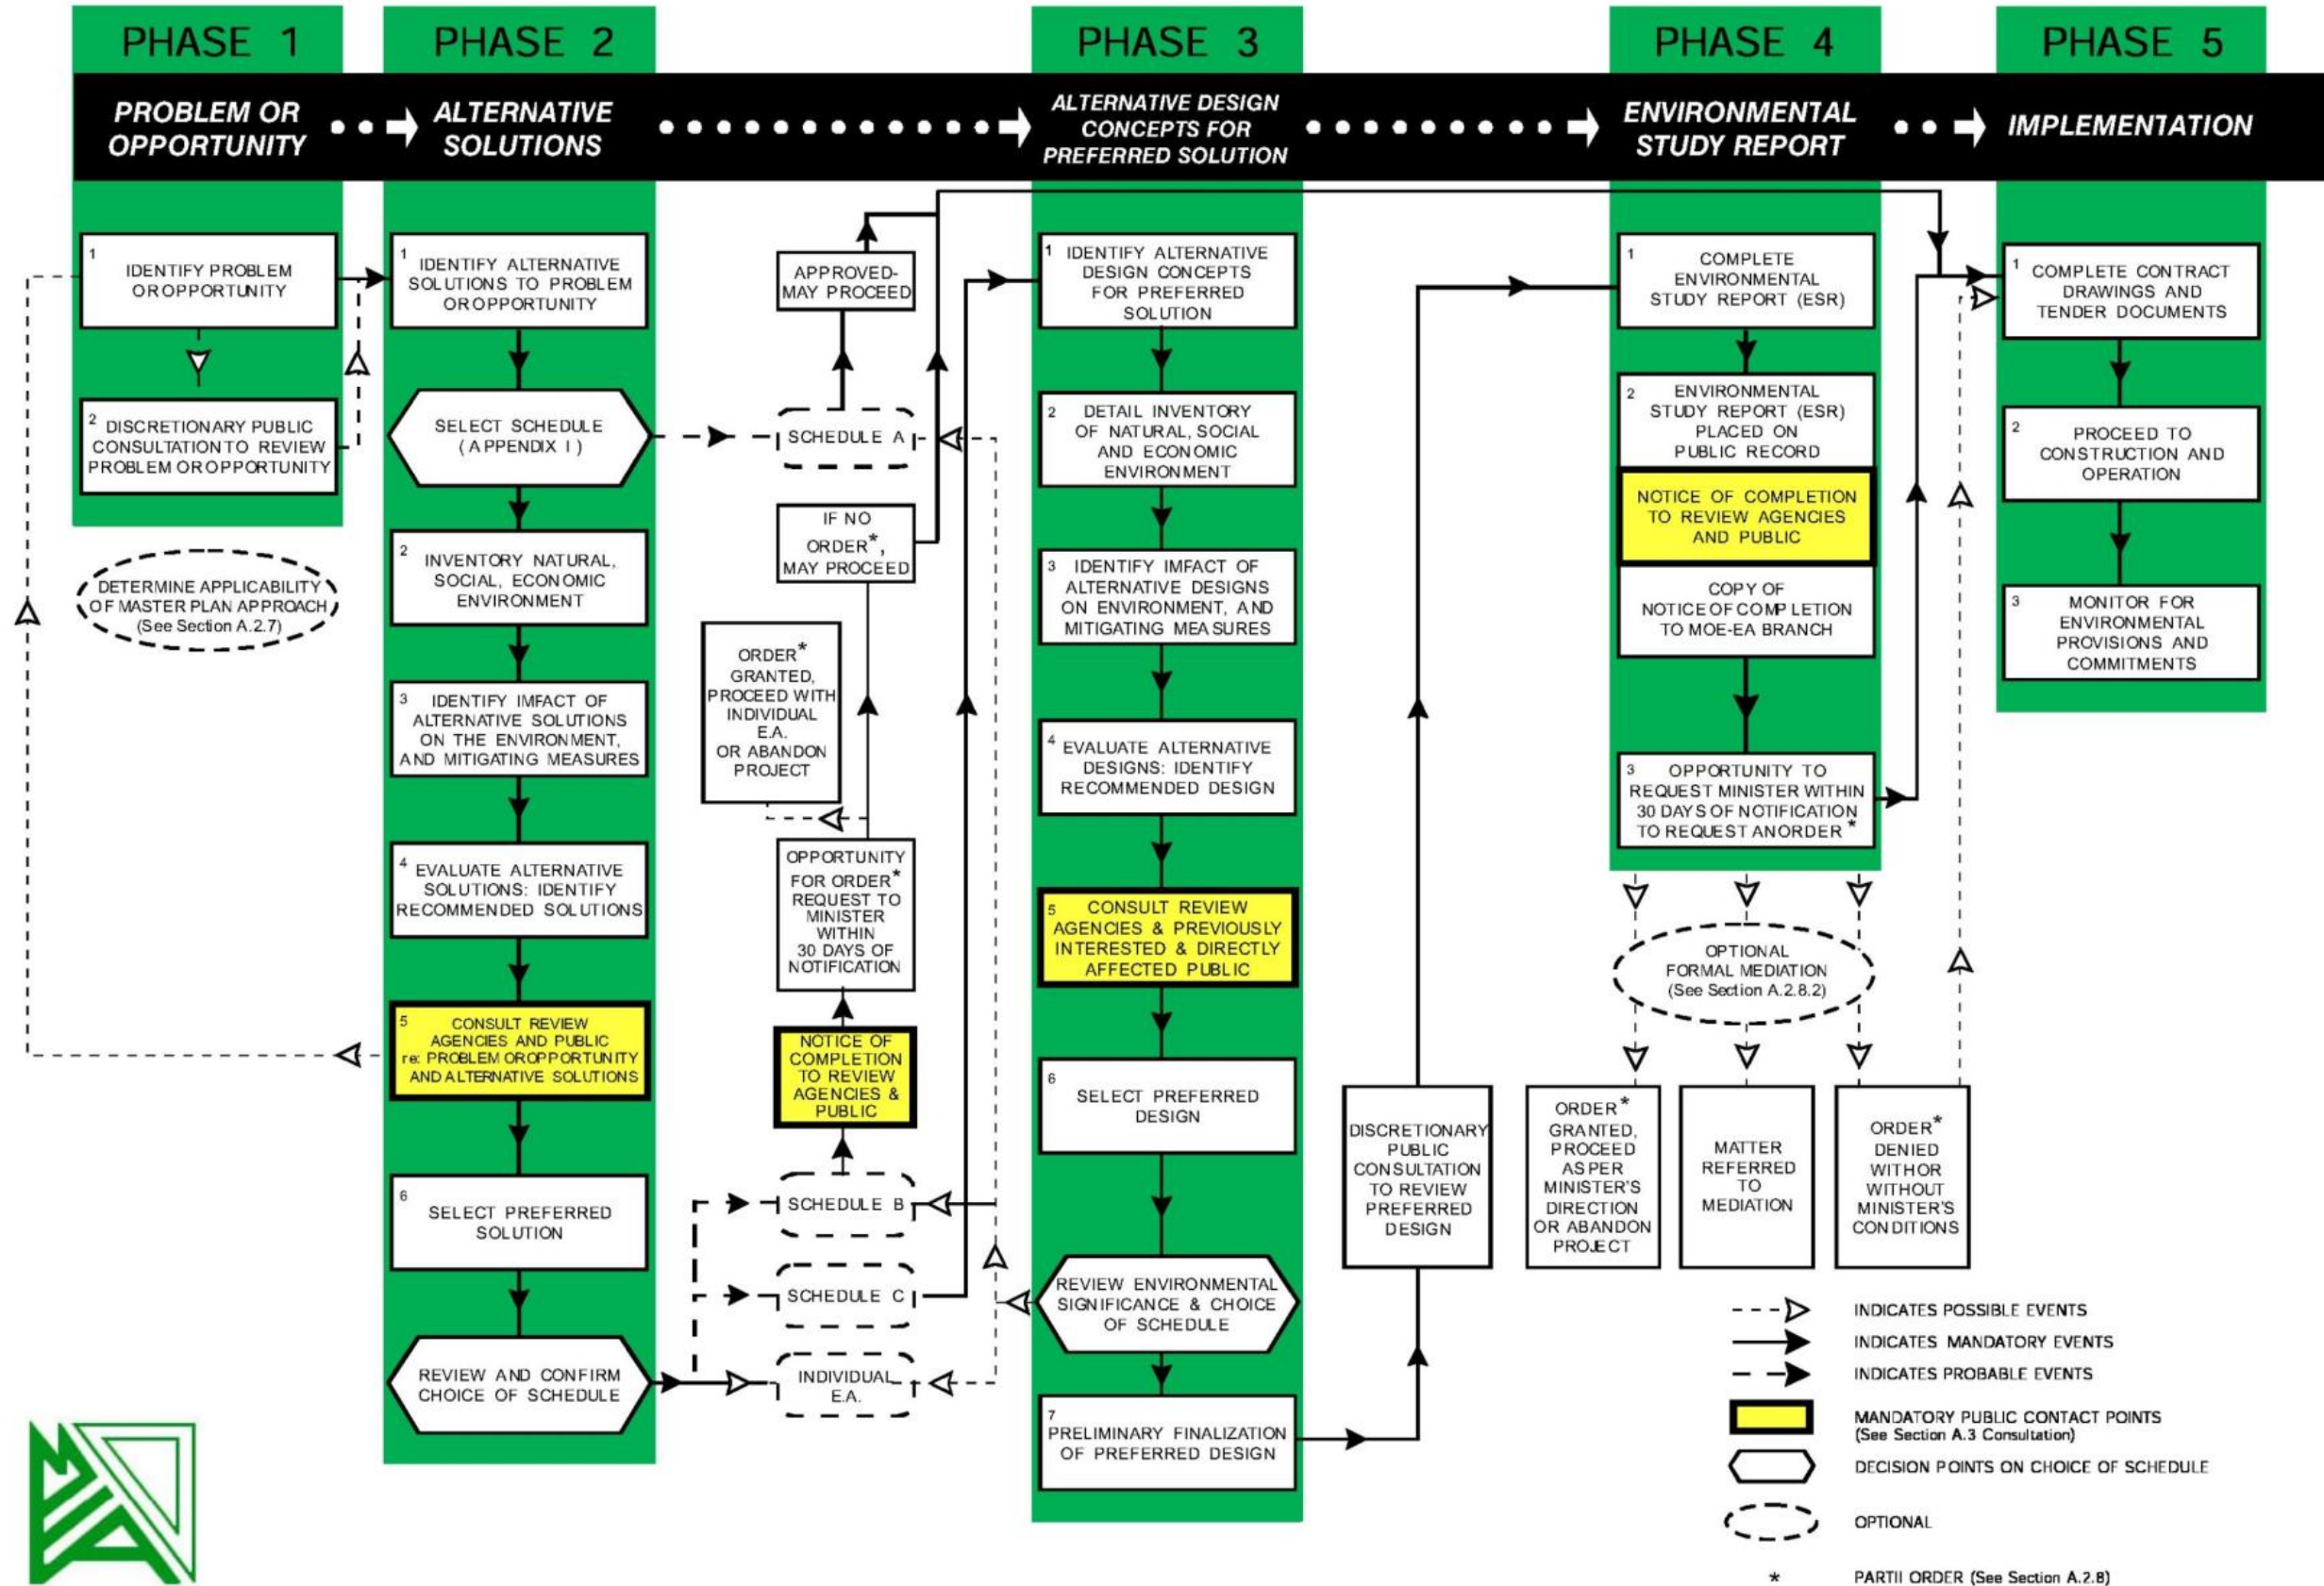 PHASE 1
PHASE 2
PHASE 3
PHASE 4
PHASE 5
PROBLEM OR
OPPORTUNITY
ALTERNATIVE
SOLUTIONS
ALTERNATIVE DESIGN
CONCEPTS FOR
PREFERRED SOLUTION
ENVIRONMENTAL
STUDY REPORT
IMPLEMENTATION
1
IDENTIFY PROBLEM
OR OPPORTUNITY
2 DISCRETIONARY PUBLIC
CONSULTATION TO REVIEW
PROBLEM OR OPPORTUNITY
DETERMINE APPLICABILITY
OF MASTER PLAN APPROACH
(See Section A.2.7)
1 IDENTIFY ALTERNATIVE
SOLUTIONS TO PROBLEM
OR OPPORTUNITY
SELECT SCHEDULE
(APPENDIX I)
2
INVENTORY NATURAL,
SOCIAL, ECONOMIC
ENVIRONMENT
3 IDENTIFY IMPACT OF
ALTERNATIVE SOLUTIONS
ON THE ENVIRONMENT,
AND MITIGATING MEASURES
4 EVALUATE ALTERNATIVE
SOLUTIONS: IDENTIFY
RECOMMENDED SOLUTIONS
5 CONSULT REVIEW
AGENCIES AND PUBLIC
re: PROBLEM OR OPPORTUNITY
AND ALTERNATIVE SOLUTIONS
6
SELECT PREFERRED
SOLUTION
REVIEW AND CONFIRM
CHOICE OF SCHEDULE
APPROVED-
MAY PROCEED
SCHEDULE A
IF NO
ORDER*,
MAY PROCEED
ORDER*
GRANTED,
PROCEED WITH
INDIVIDUAL
E.A.
OR ABANDON
PROJECT
OPPORTUNITY
FOR ORDER*
REQUEST TO
MINISTER
WITHIN
30 DAYS OF
NOTIFICATION
NOTICE OF
COMPLETION
TO REVIEW
AGENCIES &
PUBLIC
SCHEDULE B
SCHEDULE C
INDIVIDUAL
E.A.
1 IDENTIFY ALTERNATIVE
DESIGN CONCEPTS
FOR PREFERRED
SOLUTION
2 DETAIL INVENTORY
OF NATURAL, SOCIAL
AND ECONOMIC
ENVIRONMENT
3 IDENTIFY IMPACT OF
ALTERNATIVE DESIGNS
ON ENVIRONMENT, AND
MITIGATING MEASURES
4 EVALUATE ALTERNATIVE
DESIGNS: IDENTIFY
RECOMMENDED DESIGN
5 CONSULT REVIEW
AGENCIES & PREVIOUSLY
INTERESTED & DIRECTLY
AFFECTED PUBLIC
6
SELECT PREFERRED
DESIGN
REVIEW ENVIRONMENTAL
SIGNIFICANCE & CHOICE
OF SCHEDULE
7
PRELIMINARY FINALIZATION
OF PREFERRED DESIGN
DISCRETIONARY
PUBLIC
CONSULTATION
TO REVIEW
PREFERRED
DESIGN
1 COMPLETE
ENVIRONMENTAL
STUDY REPORT (ESR)
2 ENVIRONMENTAL
STUDY REPORT (ESR)
PLACED ON
PUBLIC RECORD
NOTICE OF COMPLETION
TO REVIEW AGENCIES
AND PUBLIC
COPY OF
NOTICE OF COMPLETION
TO MOE-EA BRANCH
3 OPPORTUNITY TO
REQUEST MINISTER WITHIN
30 DAYS OF NOTIFICATION
TO REQUEST AN ORDER*
OPTIONAL
FORMAL MEDIATION
(See Section A.2.8.2)
ORDER*
GRANTED,
PROCEED
AS PER
MINISTER'S
DIRECTION
OR ABANDON
PROJECT
MATTER
REFERRED
TO
MEDIATION
ORDER*
DENIED
WITH OR
WITHOUT
MINISTER'S
CONDITIONS
1 COMPLETE CONTRACT
DRAWINGS AND
TENDER DOCUMENTS
2
PROCEED TO
CONSTRUCTION AND
OPERATION
3 MONITOR FOR
ENVIRONMENTAL
PROVISIONS AND
COMMITMENTS
INDICATES POSSIBLE EVENTS
INDICATES MANDATORY EVENTS
INDICATES PROBABLE EVENTS
MANDATORY PUBLIC CONTACT POINTS
(See Section A.3 Consultation)
DECISION POINTS ON CHOICE OF SCHEDULE
OPTIONAL
* PART II ORDER (See Section A.2.8)
MEA